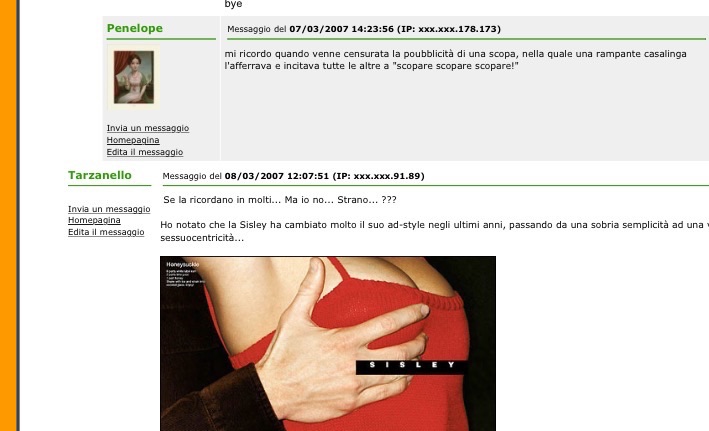 bye
Penelope
Messaggio del 07/03/2007 14:23:56 (IP: xxx.xxx.178.173)
mi ricordo quando venne censurata la poubblicità di una scopa, nella quale una rampante casalinga
l'afferrava e incitava tutte le altre a "scopare scopare scopare!"
Invia un messaggio
Homepagina
Edita il messaggio
Tarzanello
Messaggio del 08/03/2007 12:07:51 (IP: xxx.xxx.91.89)
Se la ricordano in molti... Ma io no... Strano... ???
Invia un messaggio
Homepagina
Edita il messaggio
Ho notato che la Sisley ha cambiato molto il suo ad-style negli ultimi anni, passando da una sobria semplicità ad una
sessuocentricità...
Honeysuckle
SISLEY